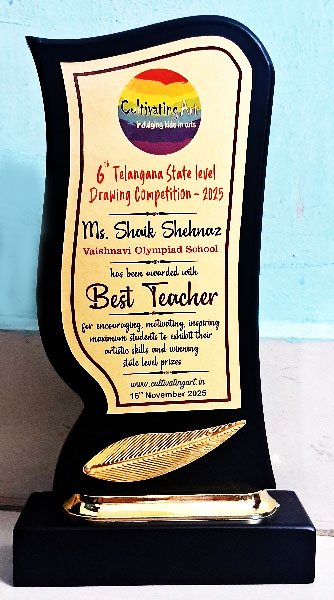 Cultivating Art
Indulging kids in arts
6th Telangana State level
Drawing Competition - 2025
Ms. Shaik Shehnaz
Vaishnavi Olympiad School
has been awarded with
Best Teacher
for encouraging, motivating, inspiring
maximum students to exhibit their
artistic skills and winning
state level prizes
www.cultivatingart.in
16th November 2025